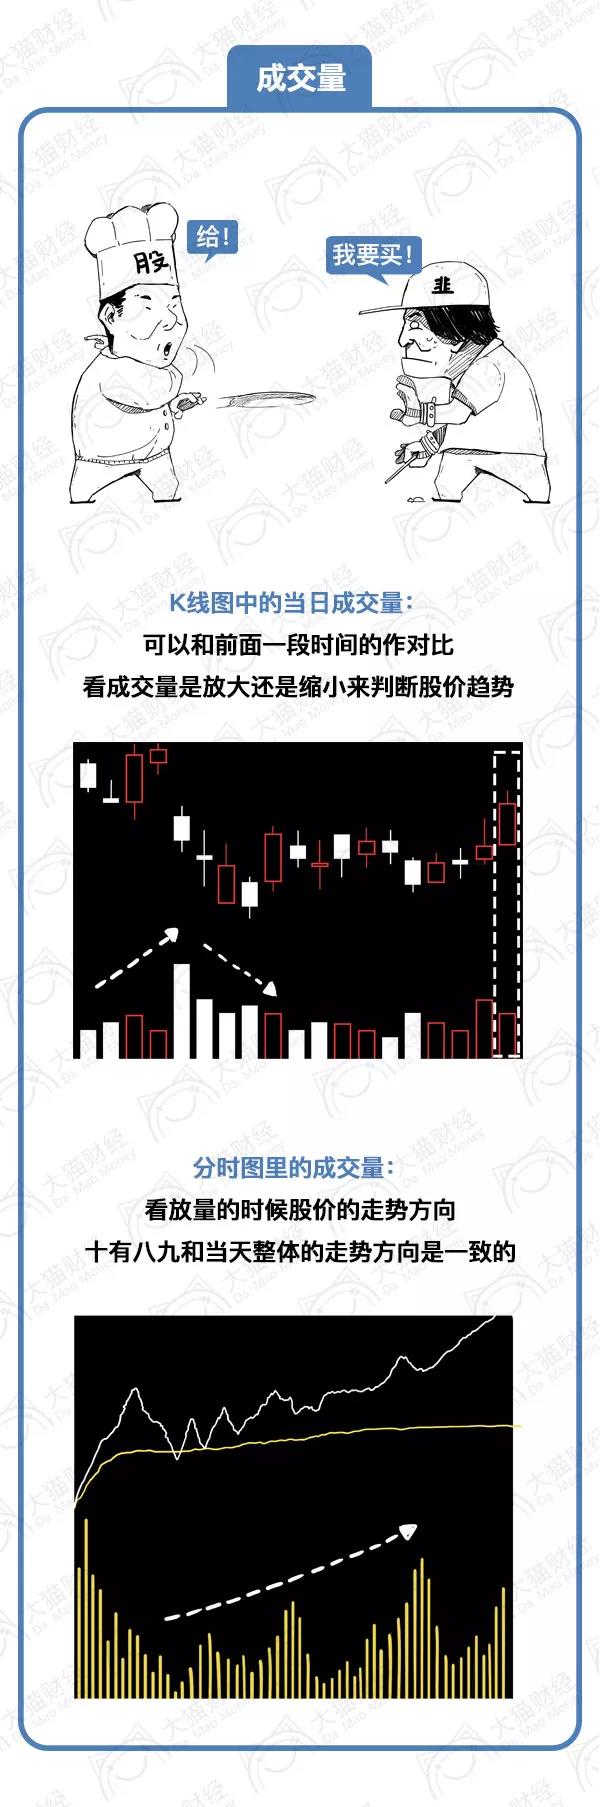 成交量
给！
我要买！
股
韭
K线图中的当日成交量：
可以和前面一段时间的作对比
看成交量是放大还是缩小来判断股价趋势
分时图里的成交量：
看放量的时候股价的走势方向
十有八九和当天整体的走势方向是一致的
大猫财经
Da Mao Money